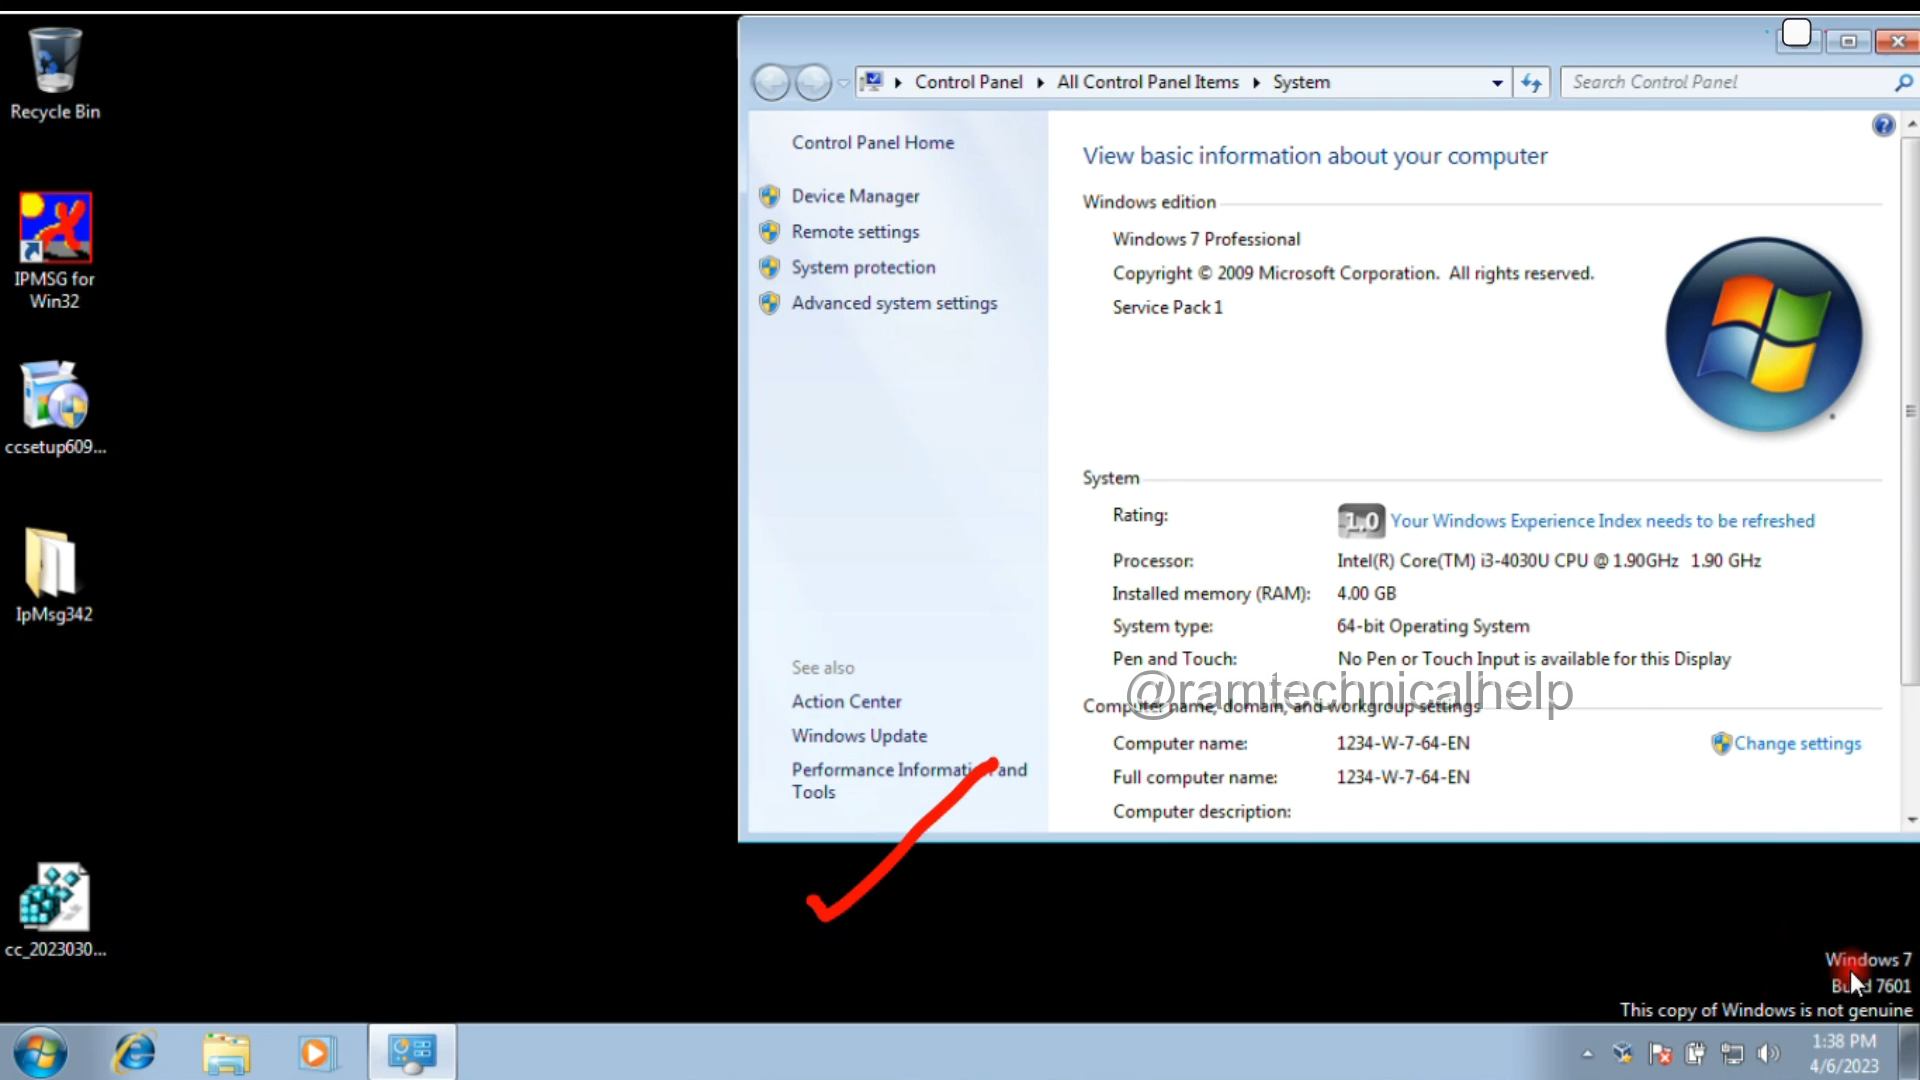 Recycle Bin
IPMSG for
Win32
ccsetup609...
IpMsg342
cc_2023030...
Control Panel
All Control Panel Items
System
Search Control Panel
Control Panel Home
Device Manager
Remote settings
System protection
Advanced system settings
See also
Action Center
Windows Update
Performance Information and
Tools
View basic information about your computer
Windows edition
Windows 7 Professional
Copyright © 2009 Microsoft Corporation. All rights reserved.
Service Pack 1
System
Rating:
1,0 Your Windows Experience Index needs to be refreshed
Processor: Intel(R) Core(TM) i3-4030U CPU @ 1.90GHz 1.90 GHz
Installed memory (RAM): 4.00 GB
System type: 64-bit Operating System
Pen and Touch: No Pen or Touch Input is available for this Display
@ramtechnicalhelp
Computer name, domain, and workgroup settings
Computer name: 1234-W-7-64-EN
Change settings
Full computer name: 1234-W-7-64-EN
Computer description:
Windows 7
Build 7601
This copy of Windows is not genuine
1:38 PM
4/6/2023